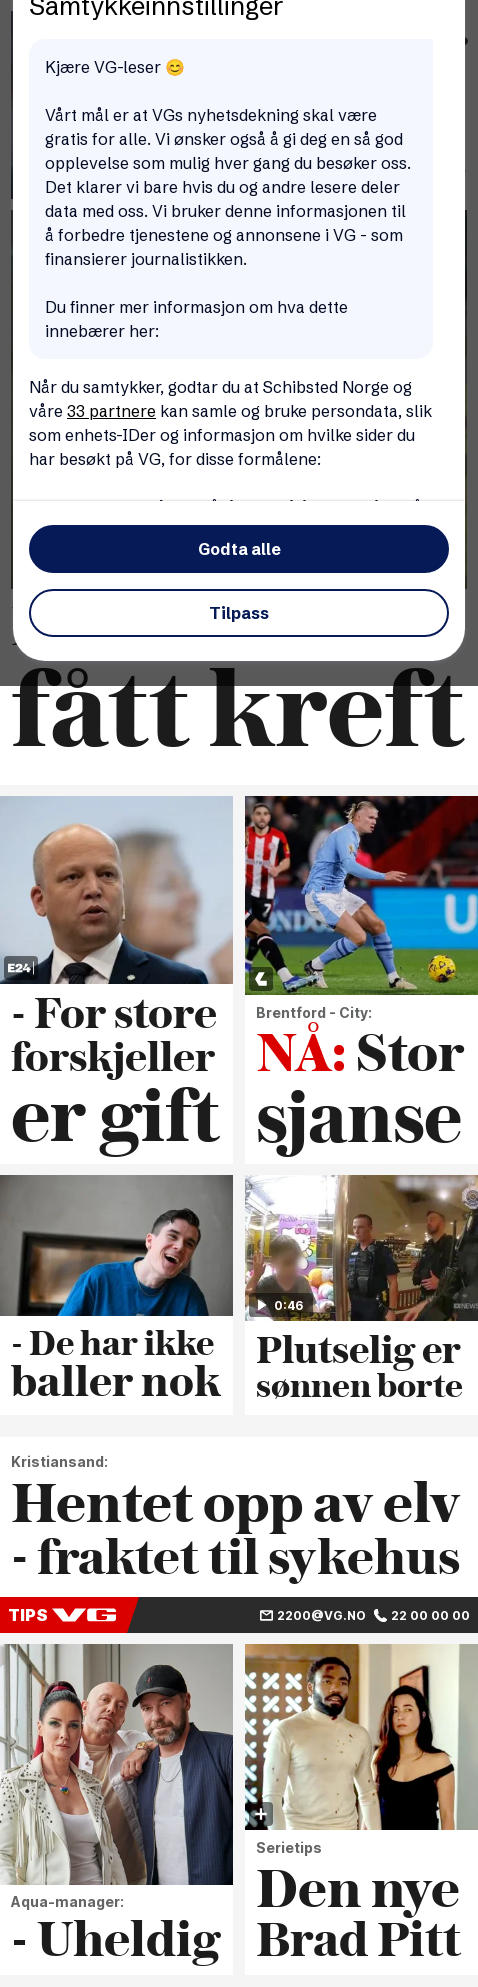 Samtykkeinnstillinger
Kjære VG-leser 😊
Vårt mål er at VGs nyhetsdekning skal være
gratis for alle. Vi ønsker også å gi deg en så god
opplevelse som mulig hver gang du besøker oss.
Det klarer vi bare hvis du og andre lesere deler
data med oss. Vi bruker denne informasjonen til
å forbedre tjenestene og annonsene i VG - som
finansierer journalistikken.
Du finner mer informasjon om hva dette
innebærer her:
Når du samtykker, godtar du at Schibsted Norge og
våre 33 partnere kan samle og bruke persondata, slik
som enhets-IDer og informasjon om hvilke sider du
har besøkt på VG, for disse formålene:
Godta alle
Tilpass
fått kreft
E24
- For store
forskjeller
er gift
Brentford - City:
NÅ: Stor
sjanse
- De har ikke
baller nok
0:46
Plutselig er
sønnen borte
Kristiansand:
Hentet opp av elv
- fraktet til sykehus
TIPS VG 2200@VG.NO 22 00 00 00
Aqua-manager:
- Uheldig
Serietips
Den nye
Brad Pitt